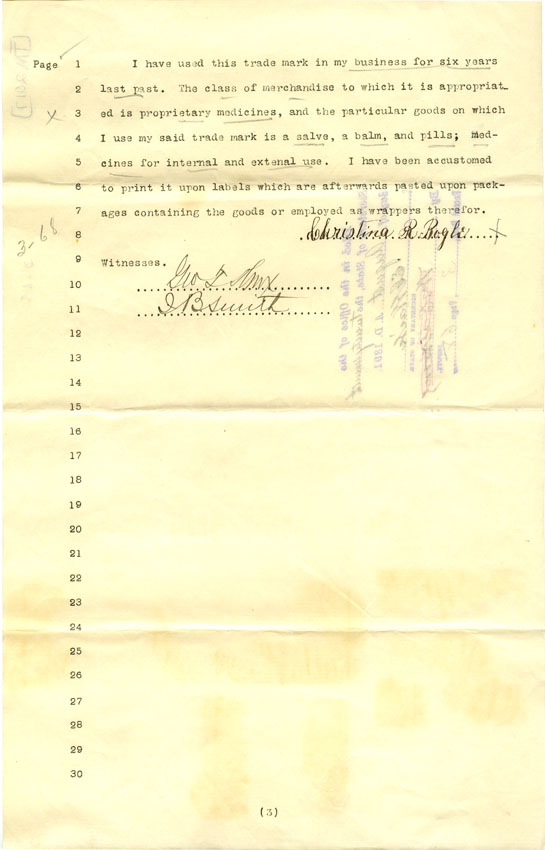 Page 1 I have used this trade mark in my business for six years
2 last past. The class of merchandise to which it is appropriat-
3 ed is proprietary medicines, and the particular goods on which
4 I use my said trade mark is a salve, a balm, and pills; Med-
5 cines for internal and extenal use. I have been accustomed
6 to print it upon labels which are afterwards pasted upon pack-
7 ages containing the goods or employed as wrappers therefor.
8 Christina R.
9 Witnesses.
10 Geo
11 J B Smith
12
13
14
15
16
17
18
19
20
21
22
23
24
25
26
27
28
29
30
(3)
3-68